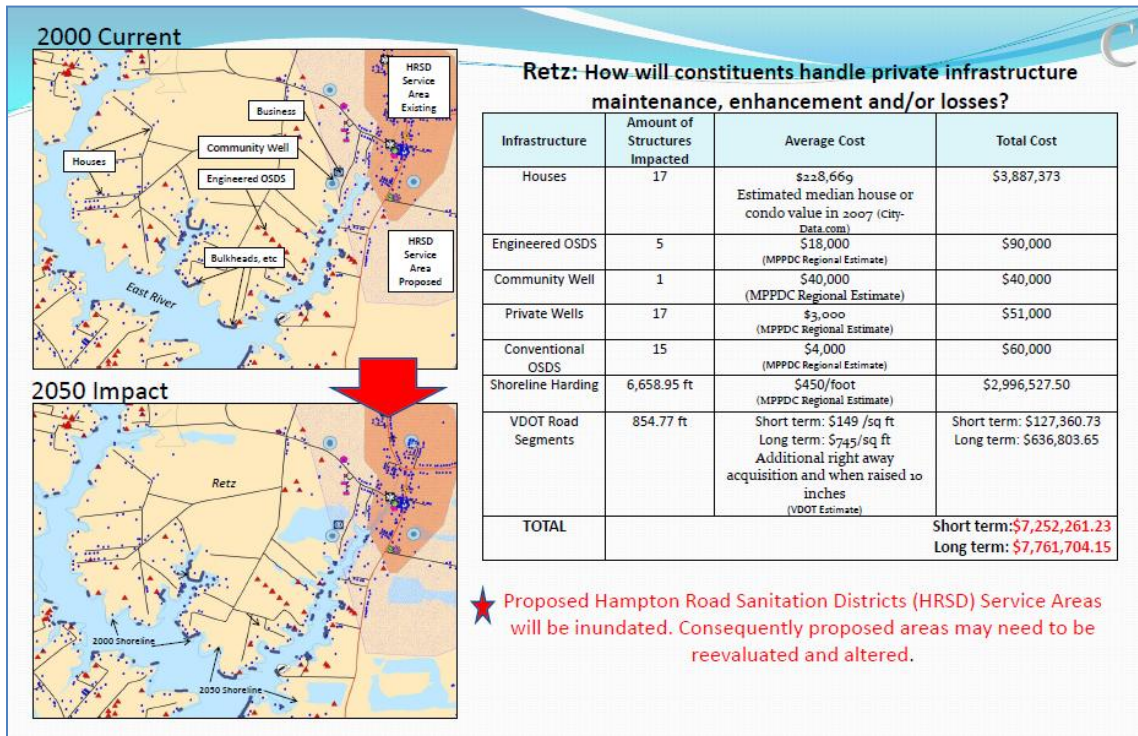 C
2000 Current
HRSD
Service
Area
Existing
Business
Community Well
Houses
Engineered OSDS
HRSD
Service
Area
Proposed
Bulkheads, etc
East River
2050 Impact
Retz
2000 Shoreline
2050 Shoreline
Retz: How will constituents handle private infrastructure
maintenance, enhancement and/or losses?
Infrastructure
Amount of
Structures
Impacted
Average Cost
Total Cost
Houses
17
$228,669
Estimated median house or
condo value in 2007 (City-
Data.com)
$3,887,373
Engineered OSDS
5
$18,000
(MPPDC Regional Estimate)
$90,000
Community Well
1
$40,000
(MPPDC Regional Estimate)
$40,000
Private Wells
17
$3,000
(MPPDC Regional Estimate)
$51,000
Conventional
OSDS
15
$4,000
(MPPDC Regional Estimate)
$60,000
Shoreline Harding
6,658.95 ft
$450/foot
(MPPDC Regional Estimate)
$2,996,527.50
VDOT Road
Segments
854.77 ft
Short term: $149 /sq ft
Long term: $745/sq ft
Additional right away
acquisition and when raised 10
inches
(VDOT Estimate)
Short term: $127,360.73
Long term: $636,803.65
TOTAL
Short term:$7,252,261.23
Long term: $7,761,704.15
Proposed Hampton Road Sanitation Districts (HRSD) Service Areas
will be inundated. Consequently proposed areas may need to be
reevaluated and altered.